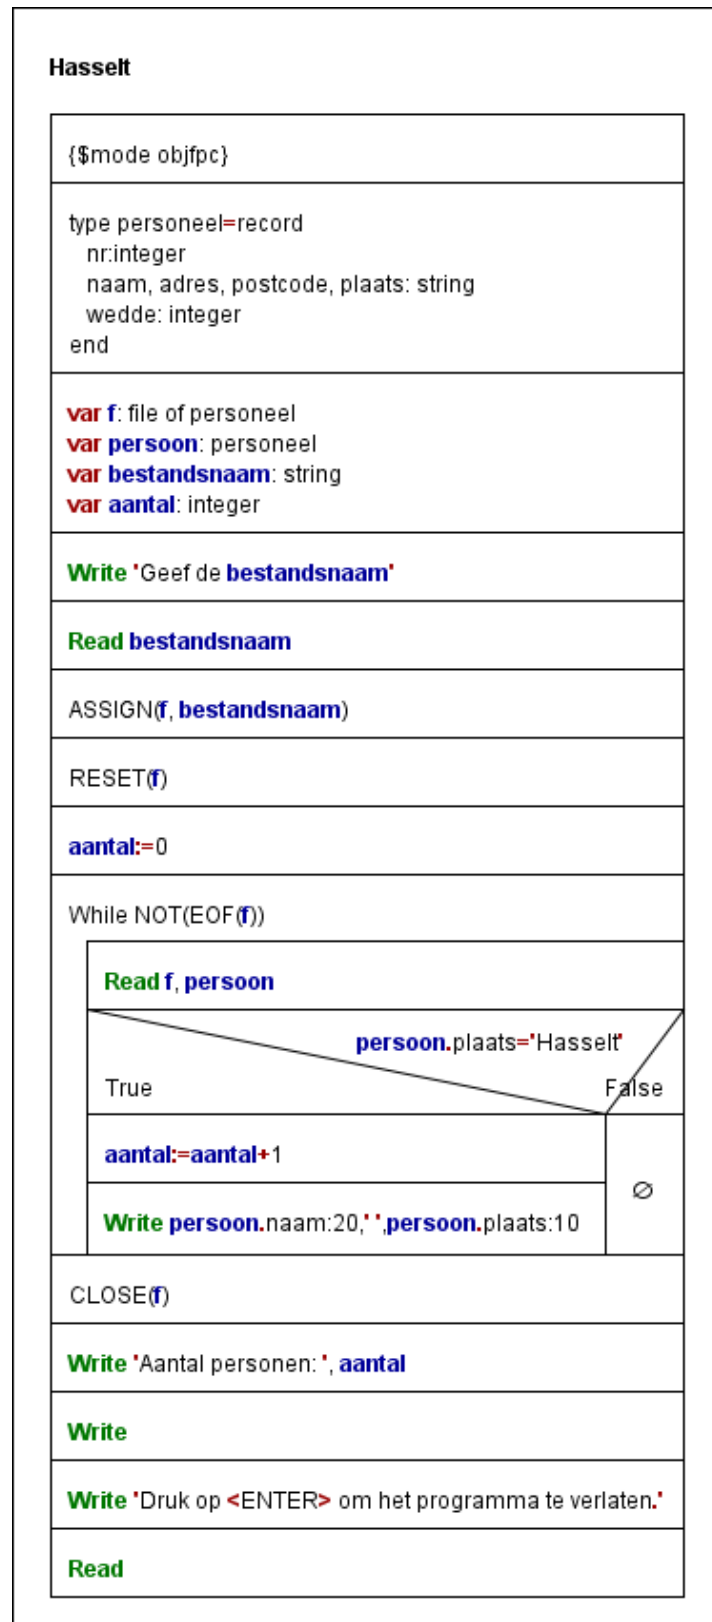 Hasselt
{$mode objfpc}
type personeel=record
nr:integer
naam, adres, postcode, plaats: string
wedde: integer
end
var f: file of personeel
var persoon: personeel
var bestandsnaam: string
var aantal: integer
Write 'Geef de bestandsnaam'
Read bestandsnaam
ASSIGN(f, bestandsnaam)
RESET(f)
aantal:=0
While NOT(EOF(f))
Read f, persoon
persoon.plaats='Hasselt'
True False
aantal:=aantal+1
∅
Write persoon.naam:20,' ',persoon.plaats:10
CLOSE(f)
Write 'Aantal personen: ', aantal
Write
Write 'Druk op <ENTER> om het programma te verlaten.'
Read